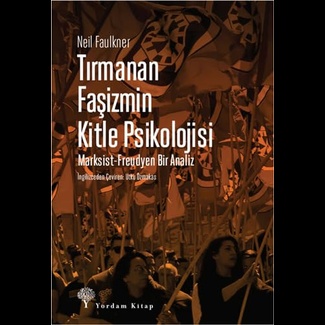 Neil Faulkner
Tırmanan
Faşizmin
Kitle Psikolojisi
Marksist-Freudyen Bir Analiz
İngilizceden Çeviren: Utku Özmakas
Yordam Kitap